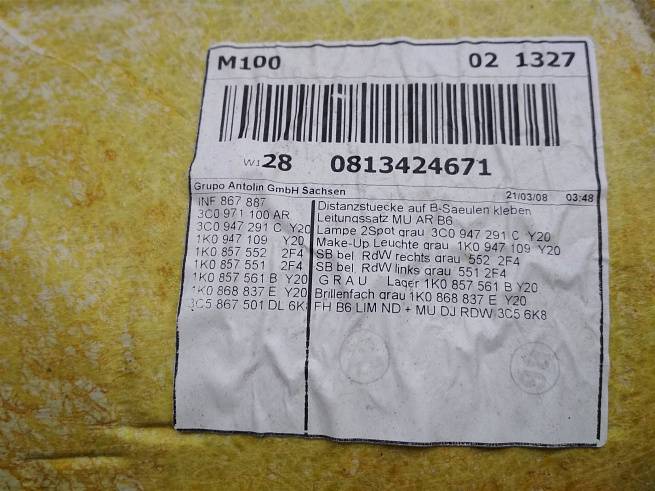 M100 02 1327
W128 0813424671
Grupo Antolin GmbH Sachsen 21/03/08 03:48
INF 867 887 Distanzstuecke auf B-Saeulen kleben
3C0 971 100 AR Leitungssatz MU AR B6
3C0 947 291 C Y20 Lampe 2Spot grau 3C0 947 291 C Y20
1K0 947 109 Y20 Make-Up Leuchte grau 1K0 947 109 Y20
1K0 857 552 2F4 SB bel RdW rechts grau 552 2F4
1K0 857 551 2F4 SB bel RdW links grau 551 2F4
1K0 857 561 B Y20 G R A U Lager 1K0 857 561 B Y20
1K0 868 837 E Y20 Brillenfach grau 1K0 868 837 E Y20
3C5 867 501 DL 6K8 FH B6 LIM ND + MU DJ RDW 3C5 6K8